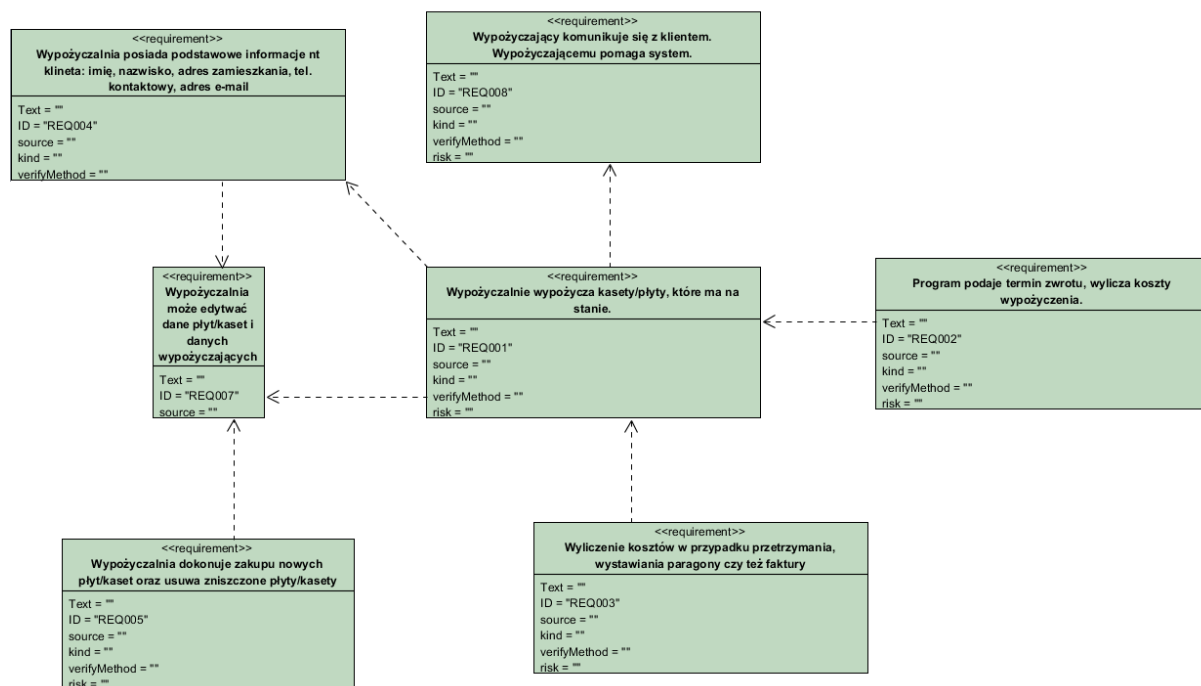 <<requirement>>
Wypożyczalnia posiada podstawowe informacje nt
klineta: imię, nazwisko, adres zamieszkania, tel.
kontaktowy, adres e-mail
Text = ""
ID = "REQ004"
source = ""
kind = ""
verifyMethod = ""
<<requirement>>
Wypożyczający komunikuje się z klientem.
Wypożyczającemu pomaga system.
Text = ""
ID = "REQ008"
source = ""
kind = ""
verifyMethod = ""
risk = ""
<<requirement>>
Wypożyczalnia
może edytwać
dane płyt/kaset i
danych
wypożyczających
Text = ""
ID = "REQ007"
source = ""
<<requirement>>
Wypożyczalnie wypożycza kasety/płyty, które ma na
stanie.
Text = ""
ID = "REQ001"
source = ""
kind = ""
verifyMethod = ""
risk = ""
<<requirement>>
Program podaje termin zwrotu, wylicza koszty
wypożyczenia.
Text = ""
ID = "REQ002"
source = ""
kind = ""
verifyMethod = ""
risk = ""
<<requirement>>
Wypożyczalnia dokonuje zakupu nowych
płyt/kaset oraz usuwa zniszczone płyty/kasety
Text = ""
ID = "REQ005"
source = ""
kind = ""
verifyMethod = ""
risk = ""
<<requirement>>
Wyliczenie kosztów w przypadku przetrzymania,
wystawiania paragony czy też faktury
Text = ""
ID = "REQ003"
source = ""
kind = ""
verifyMethod = ""
risk = ""